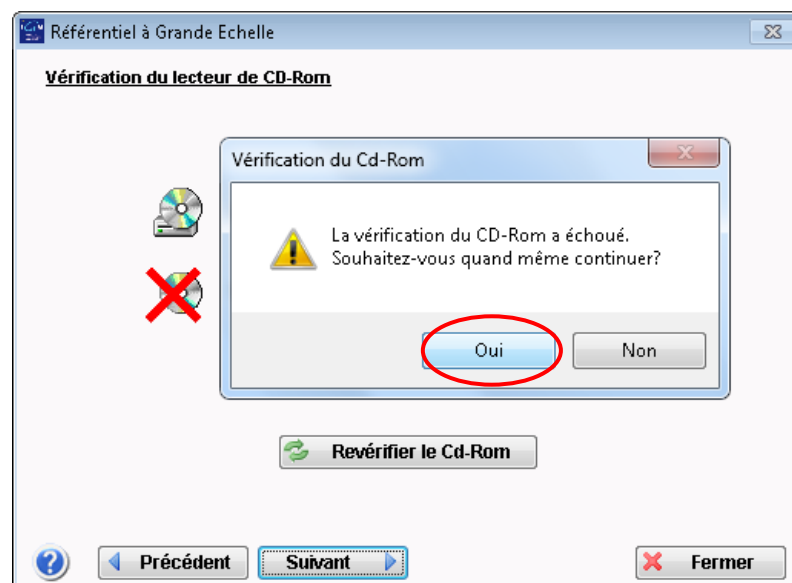 Référentiel à Grande Echelle
Vérification du lecteur de CD-Rom
Vérification du Cd-Rom
La vérification du CD-Rom a échoué.
Souhaitez-vous quand même continuer?
Oui Non
Revérifier le Cd-Rom
Précédent Suivant Fermer